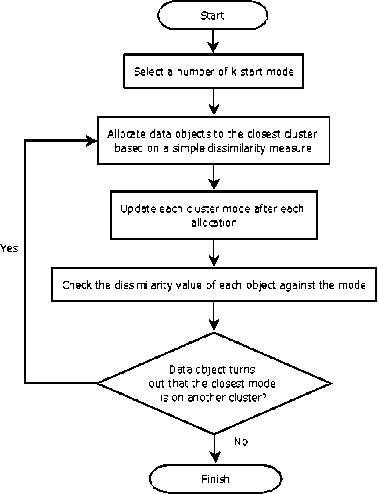 Start
Select a number of k start mode
Allocate data objects to the closest cluster
based on a simple dissimilarity measure
Update each cluster mode after each
allocation
Yes
Check the dissimilarity value of each object against the mode
Data object turns
out that the closest mode
is on another cluster?
No
Finish